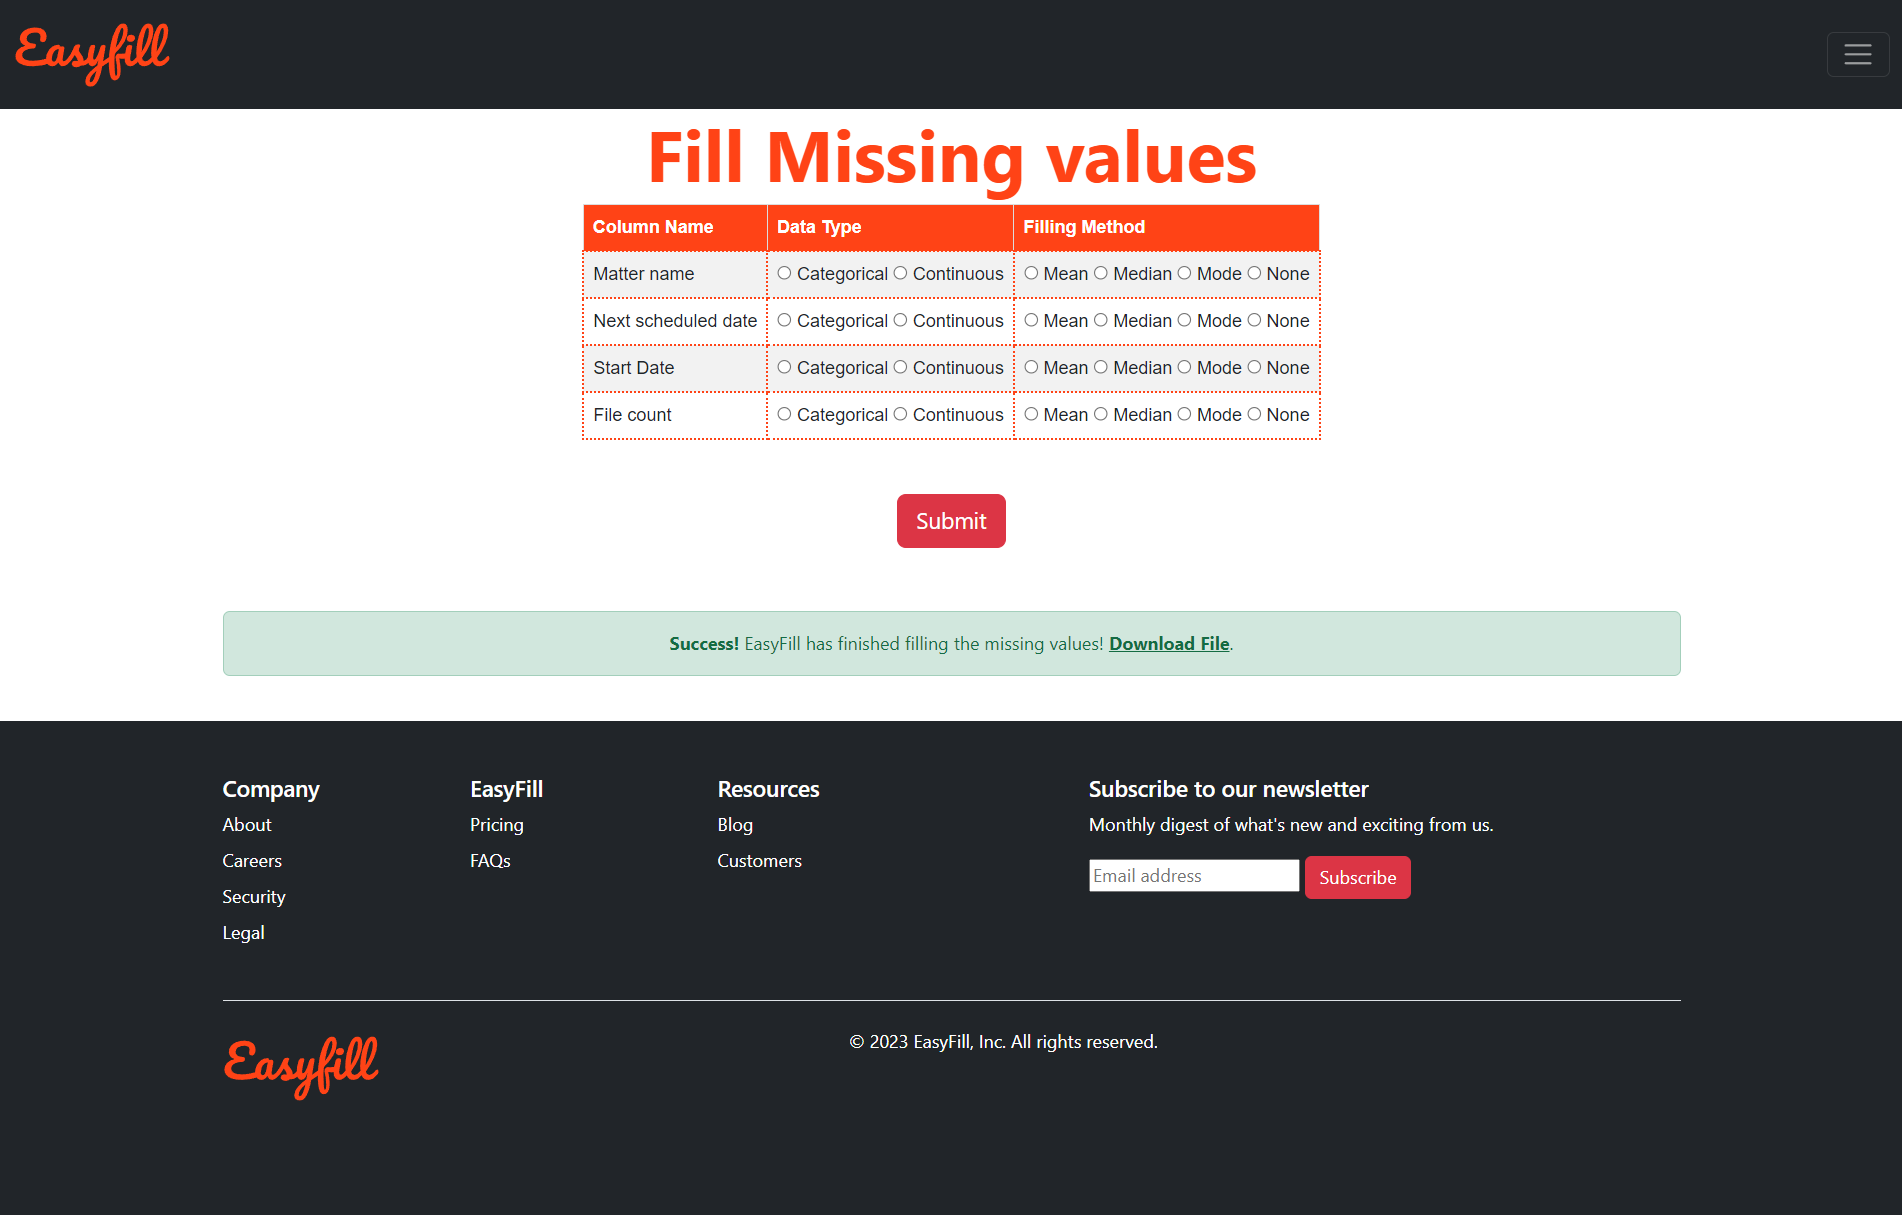 Easyfill
Fill Missing values
Column Name Data Type Filling Method
Matter name Categorical Continuous Mean Median Mode None
Next scheduled date Categorical Continuous Mean Median Mode None
Start Date Categorical Continuous Mean Median Mode None
File count Categorical Continuous Mean Median Mode None
Submit
Success! EasyFill has finished filling the missing values! Download File.
Company
About
Careers
Security
Legal
EasyFill
Pricing
FAQs
Resources
Blog
Customers
Subscribe to our newsletter
Monthly digest of what's new and exciting from us.
Email address Subscribe
Easyfill
© 2023 EasyFill, Inc. All rights reserved.